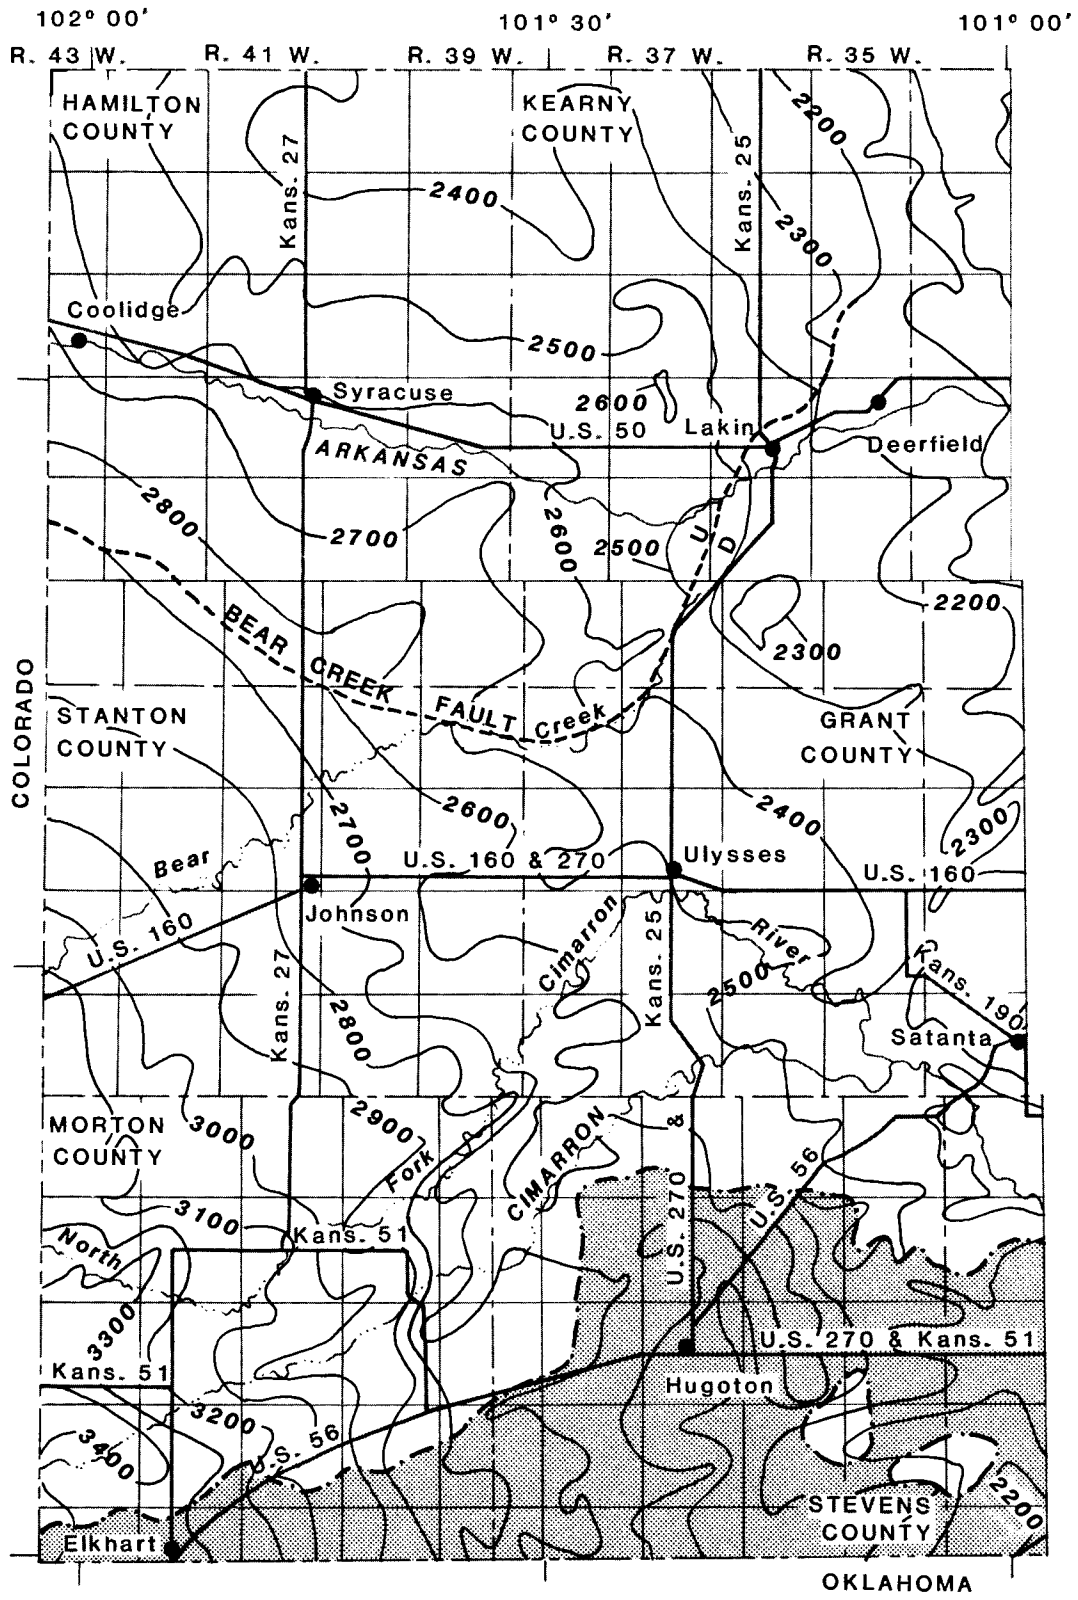 102° 00'
101° 30'
101° 00'
R. 43 W.
R. 41 W.
R. 39 W.
R. 37 W.
R. 35 W.
HAMILTON
COUNTY
KEARNY
COUNTY
2200
Kans. 27
Kans. 25
2400
2300
Coolidge
2500
Syracuse
2600
Lakin
U.S. 50
Deerfield
ARKANSAS
2800
2700
2600
2500
U
D
2200
BEAR CREEK FAULT
2300
Creek
COLORADO
STANTON
COUNTY
GRANT
COUNTY
2600
2400
2700
2300
Bear
U.S. 160 & 270
Ulysses
U.S. 160
Johnson
U.S. 160
Cimarron
River
Kans. 25
Kans. 27
2500
Kans. 190
2800
Satanta
MORTON
COUNTY
3000
2900
Fork
CIMARRON
U.S. 270 &
U.S. 56
3100
Kans. 51
North
3300
Kans. 51
U.S. 270 & Kans. 51
Hugoton
3200
3400
U.S. 56
2200
STEVENS
COUNTY
Elkhart
OKLAHOMA